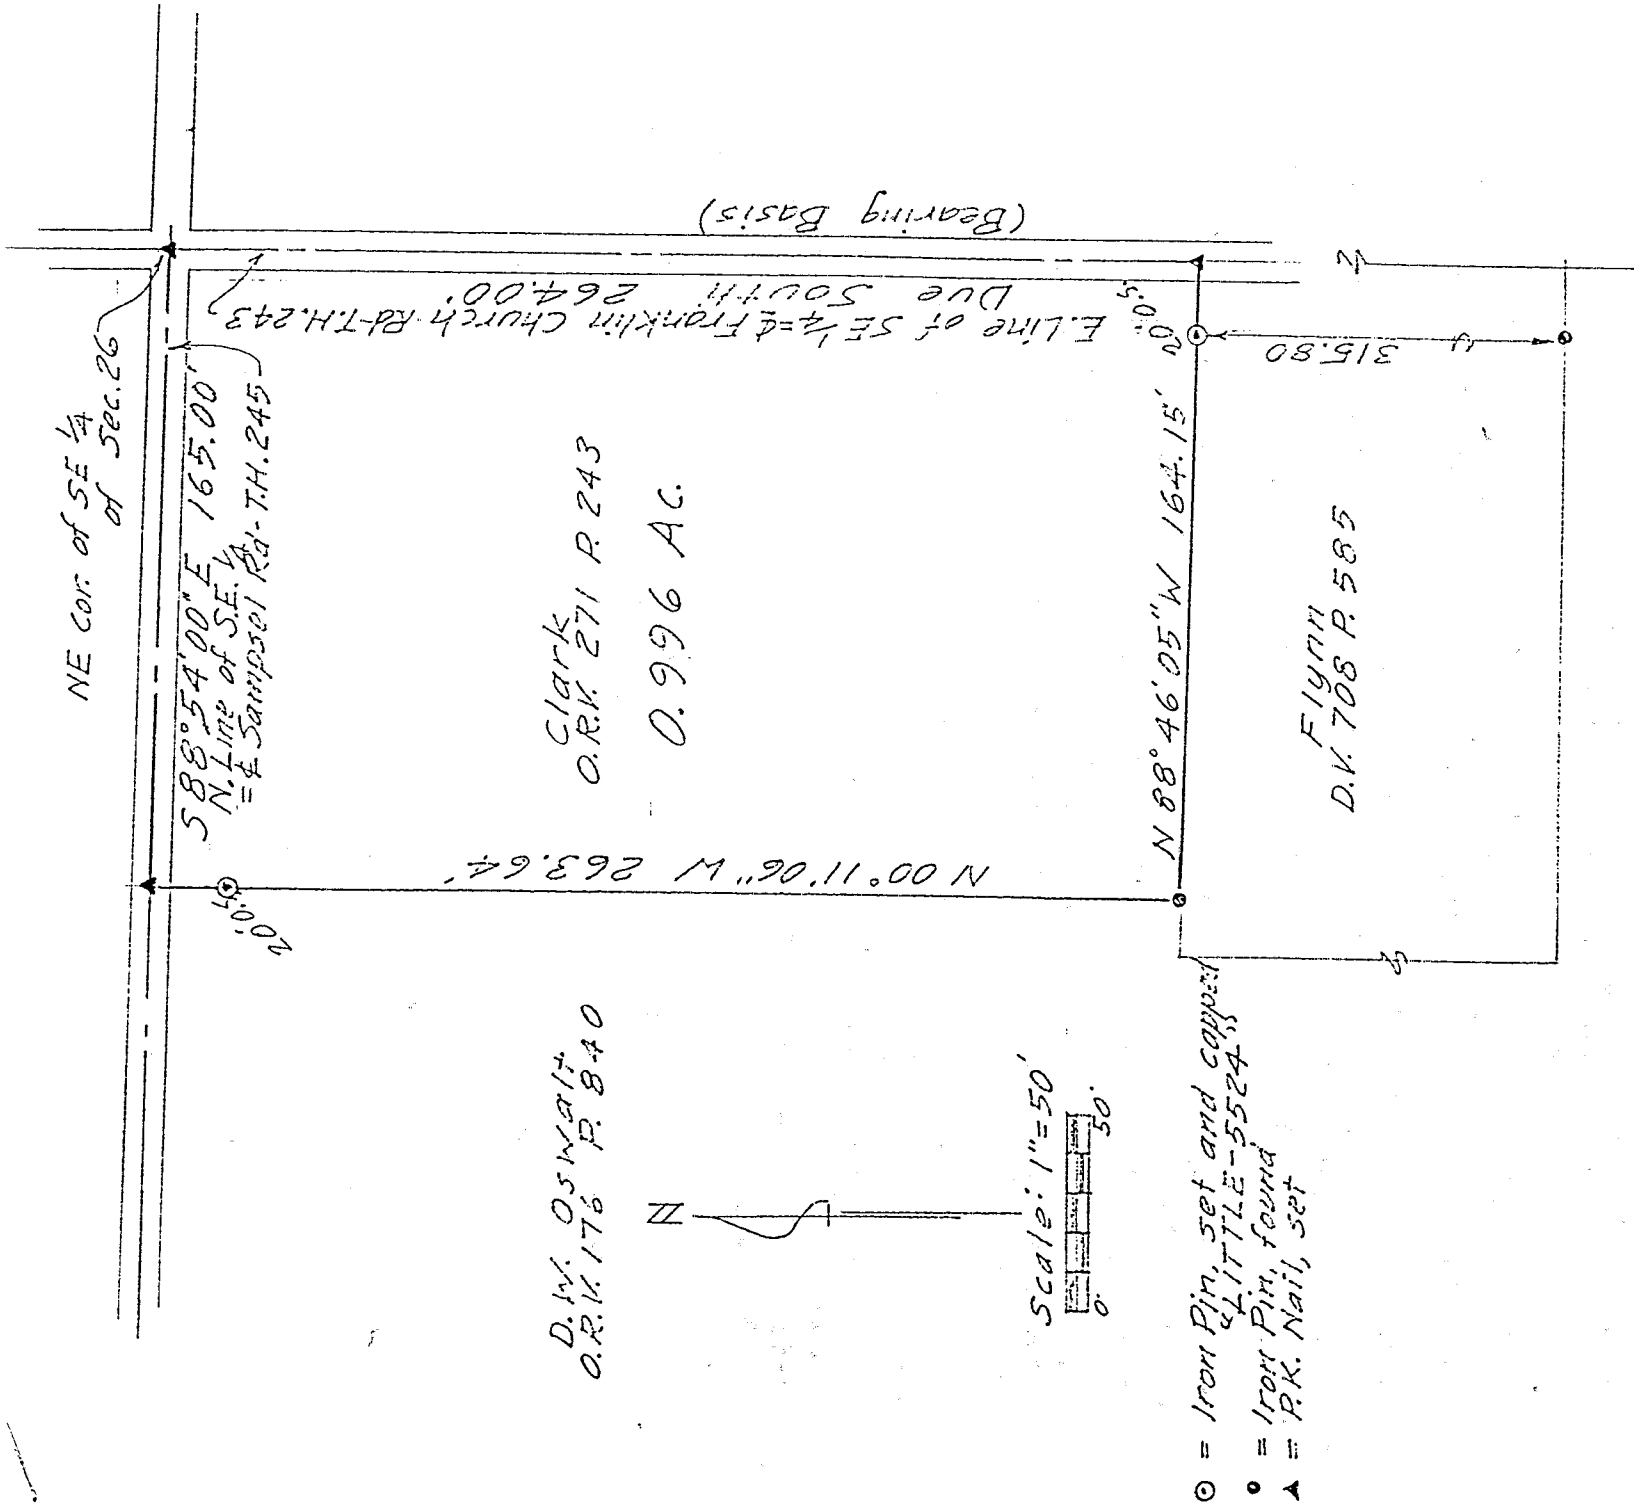 NE Cor. of SE 1/4
of Sec. 26
S 88° 54' 00" E 165.00'
N. Line of S.E. 1/4
= ℄ Sampsel Rd - T.H. 245
(Bearing Basis)
Due South 264.00'
E. Line of SE 1/4 = ℄ Franklin Church Rd - T.H. 243
Clark
O.R.V. 271 P. 243
0.996 Ac.
N 00° 11' 06" W 263.64'
20.04'
N 88° 46' 05" W 164.15'
20.05'
315.80
Flynn
D.V. 708 P. 585
D.W. Oswalt
O.R.V. 176 P. 840
N
Scale: 1" = 50'
0' 50'
⊙ = Iron Pin, set and capped
"LITTLE-5524"
● = Iron Pin, found
▲ = P.K. Nail, set